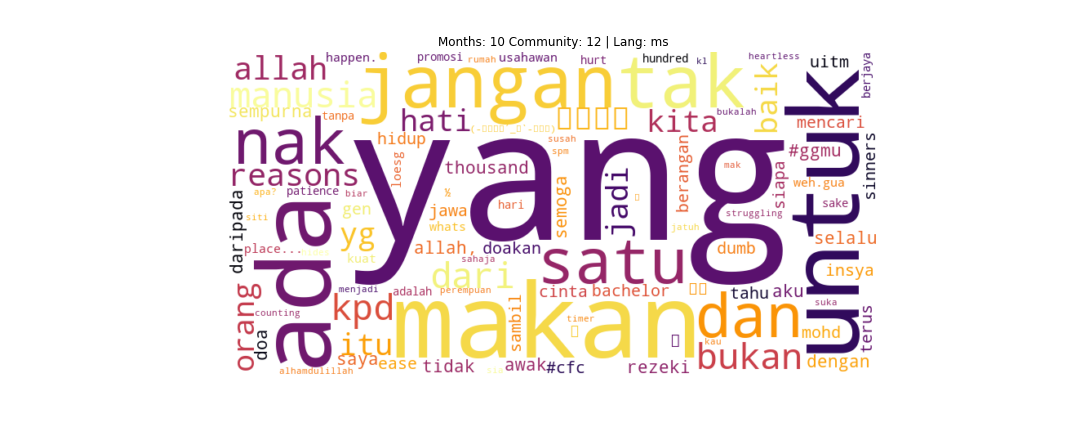 Months: 10 Community: 12 | Lang: ms
happen. promosi rumah usahawan hurt hundred kl heartless uitm berjaya
allah jangan tak baik
manusia
sempurna tanpa hati kita bukalah mencari
nak hidup susah spm untuk
reasons loesg yang thousand berangan mak siapa #ggmu sinners
apa? patience biar ½ hari semoga jadi weh.gua
siti gen jawa struggling sake
daripada whats jatuh
place... yg allah, doakan dumb selalu
ada kuat sahaja satu insya
dari
orang counting menjadi adalah perempuan cinta bachelor tahu aku suka
doa kpd makan sambil timer dan mohd terus
itu kau
saya ease bukan dengan
alhamdulillah tidak awak #cfc rezeki